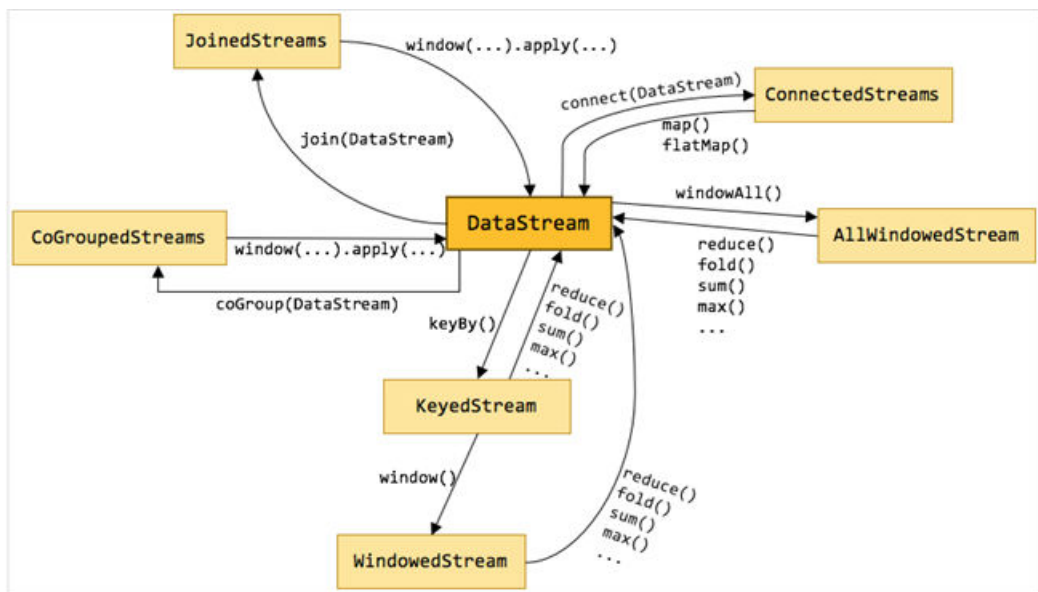 JoinedStreams
window(...).apply(...)
connect(DataStream)
ConnectedStreams
map()
flatMap()
join(DataStream)
windowAll()
DataStream
CoGroupedStreams
window(...).apply(...)
AllWindowedStream
reduce()
fold()
sum()
max()
...
coGroup(DataStream)
keyBy()
reduce()
fold()
sum()
max()
...
KeyedStream
window()
reduce()
fold()
sum()
max()
...
WindowedStream